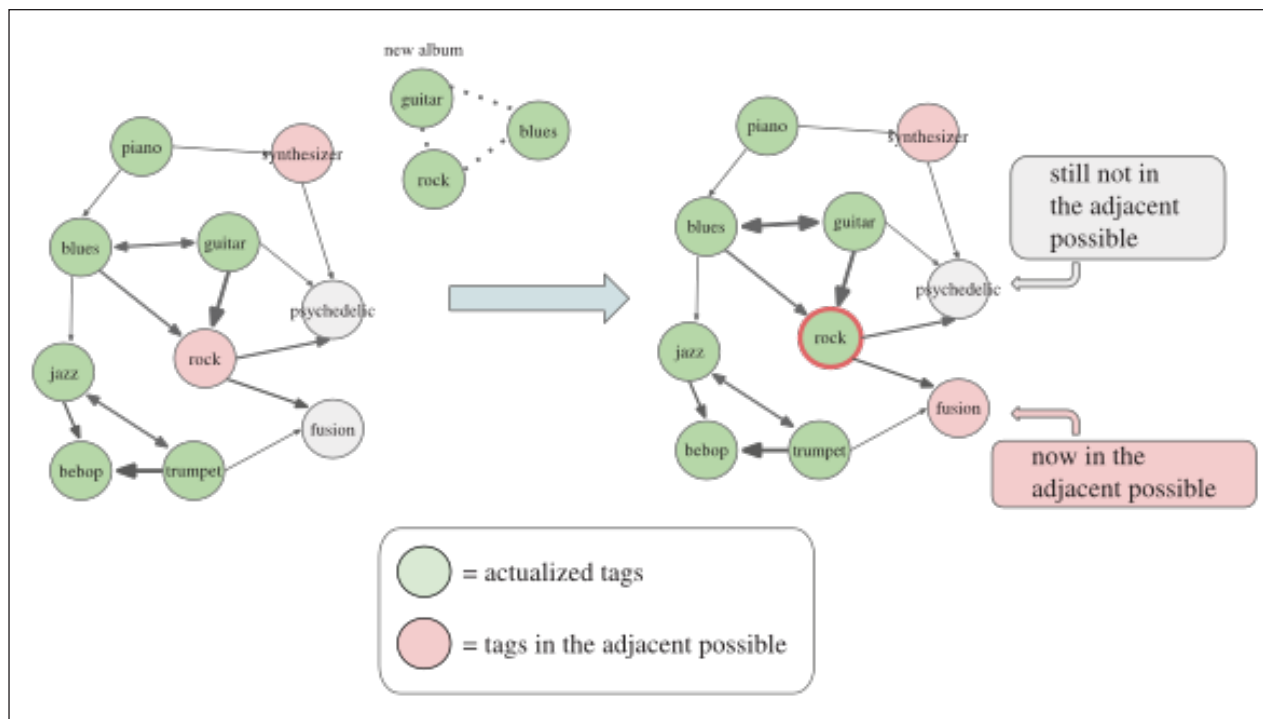 new album
guitar
blues
rock
piano
synthesizer
blues
guitar
psychedelic
rock
jazz
fusion
bebop
trumpet
piano
synthesizer
blues
guitar
psychedelic
rock
jazz
fusion
bebop
trumpet
still not in
the adjacent
possible
now in the
adjacent possible
= actualized tags
= tags in the adjacent possible